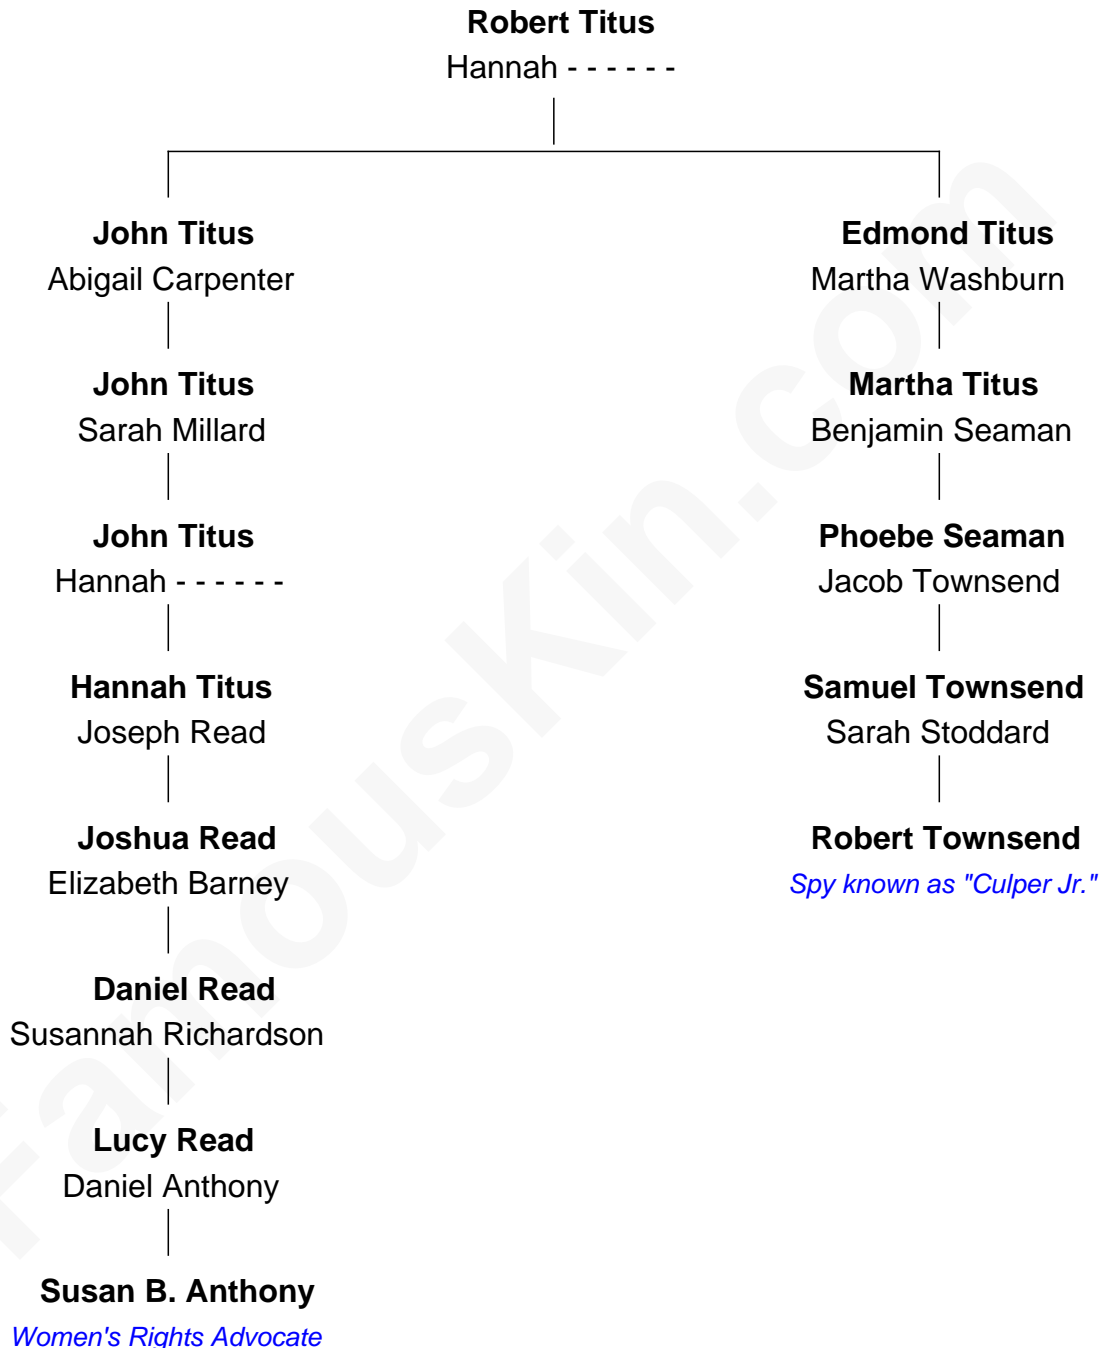 Robert Titus
Hannah - - - - - -
John Titus
Abigail Carpenter
John Titus
Sarah Millard
John Titus
Hannah - - - - - -
Hannah Titus
Joseph Read
Joshua Read
Elizabeth Barney
Daniel Read
Susannah Richardson
Lucy Read
Daniel Anthony
Susan B. Anthony
Women's Rights Advocate
Edmond Titus
Martha Washburn
Martha Titus
Benjamin Seaman
Phoebe Seaman
Jacob Townsend
Samuel Townsend
Sarah Stoddard
Robert Townsend
Spy known as "Culper Jr."
FamousKin.com